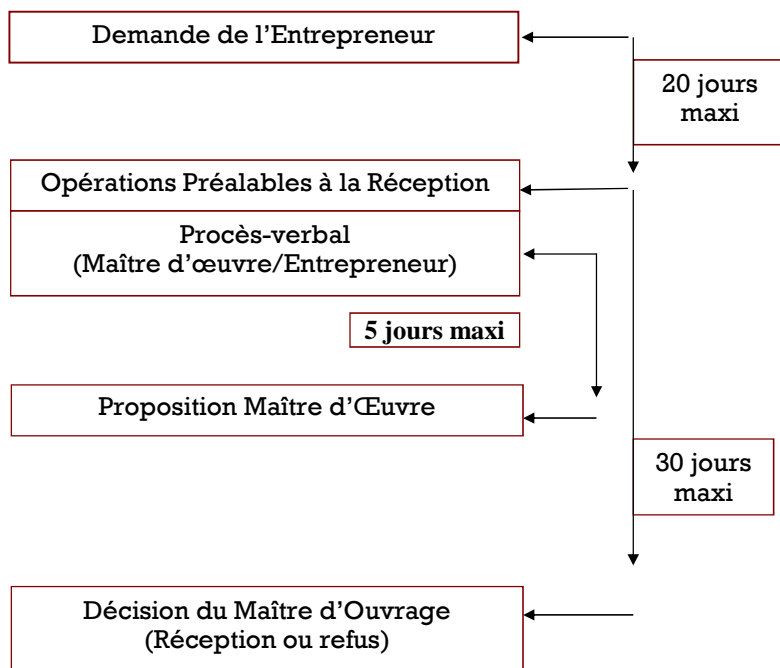 Demande de l’Entrepreneur
20 jours
maxi
Opérations Préalables à la Réception
Procès-verbal
(Maître d’œuvre/Entrepreneur)
5 jours maxi
Proposition Maître d’Œuvre
30 jours
maxi
Décision du Maître d’Ouvrage
(Réception ou refus)